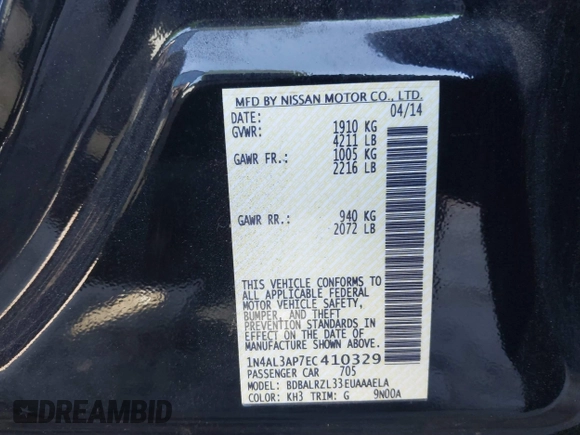 MFD BY NISSAN MOTOR CO., LTD.
DATE: 04/14
GVWR: 1910 KG
4211 LB
GAWR FR.: 1005 KG
2216 LB
GAWR RR.: 940 KG
2072 LB
THIS VEHICLE CONFORMS TO
ALL APPLICABLE FEDERAL
MOTOR VEHICLE SAFETY,
BUMPER, AND THEFT
PREVENTION STANDARDS IN
EFFECT ON THE DATE OF
MANUFACTURE SHOWN ABOVE.
1N4AL3AP7EC410329
PASSENGER CAR 705
MODEL: BDBALRZL33EUAAAELA
COLOR: KH3 TRIM: G 9N00A
DREAMBID